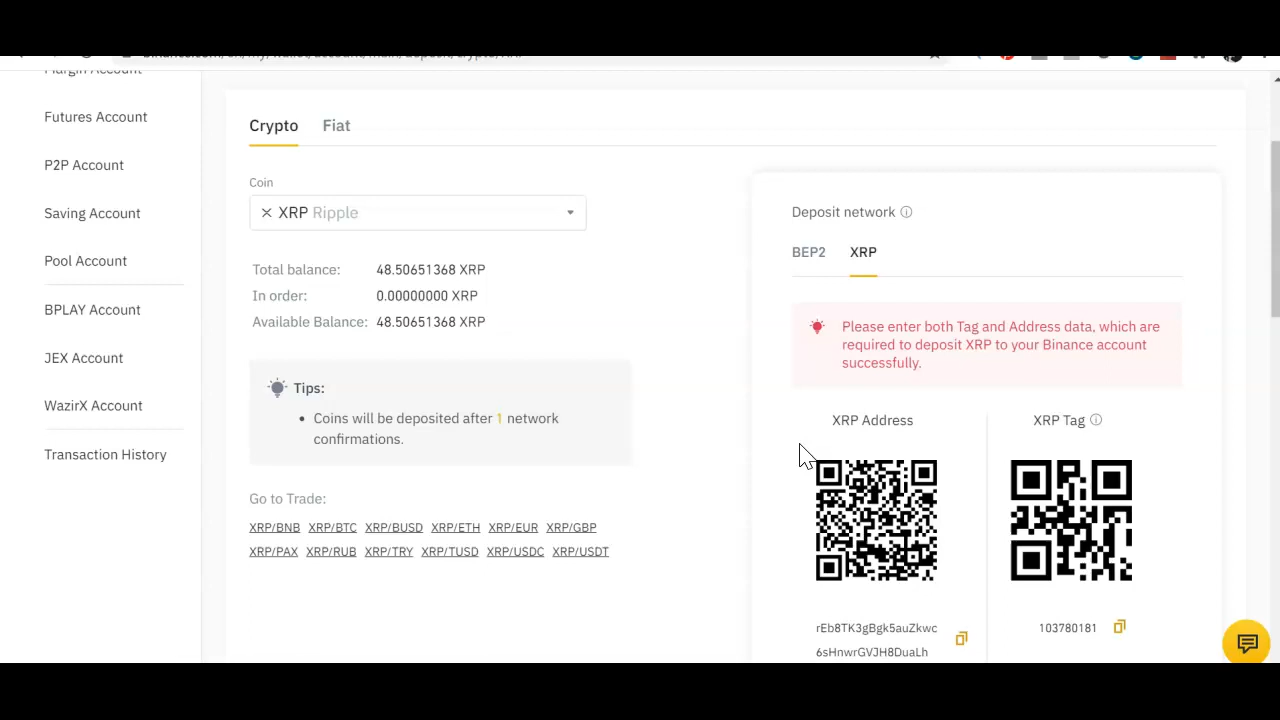 Margin Account
Futures Account
P2P Account
Saving Account
Pool Account
BPLAY Account
JEX Account
WazirX Account
Transaction History
Crypto Fiat
Coin
XRP Ripple
Total balance: 48.50651368 XRP
In order: 0.00000000 XRP
Available Balance: 48.50651368 XRP
Tips:
• Coins will be deposited after 1 network
confirmations.
Go to Trade:
XRP/BNB XRP/BTC XRP/BUSD XRP/ETH XRP/EUR XRP/GBP
XRP/PAX XRP/RUB XRP/TRY XRP/TUSD XRP/USDC XRP/USDT
Deposit network
BEP2 XRP
Please enter both Tag and Address data, which are
required to deposit XRP to your Binance account
successfully.
XRP Address XRP Tag
rEb8TK3gBgk5auZkwc
6sHnwrGVJH8DuaLh
103780181